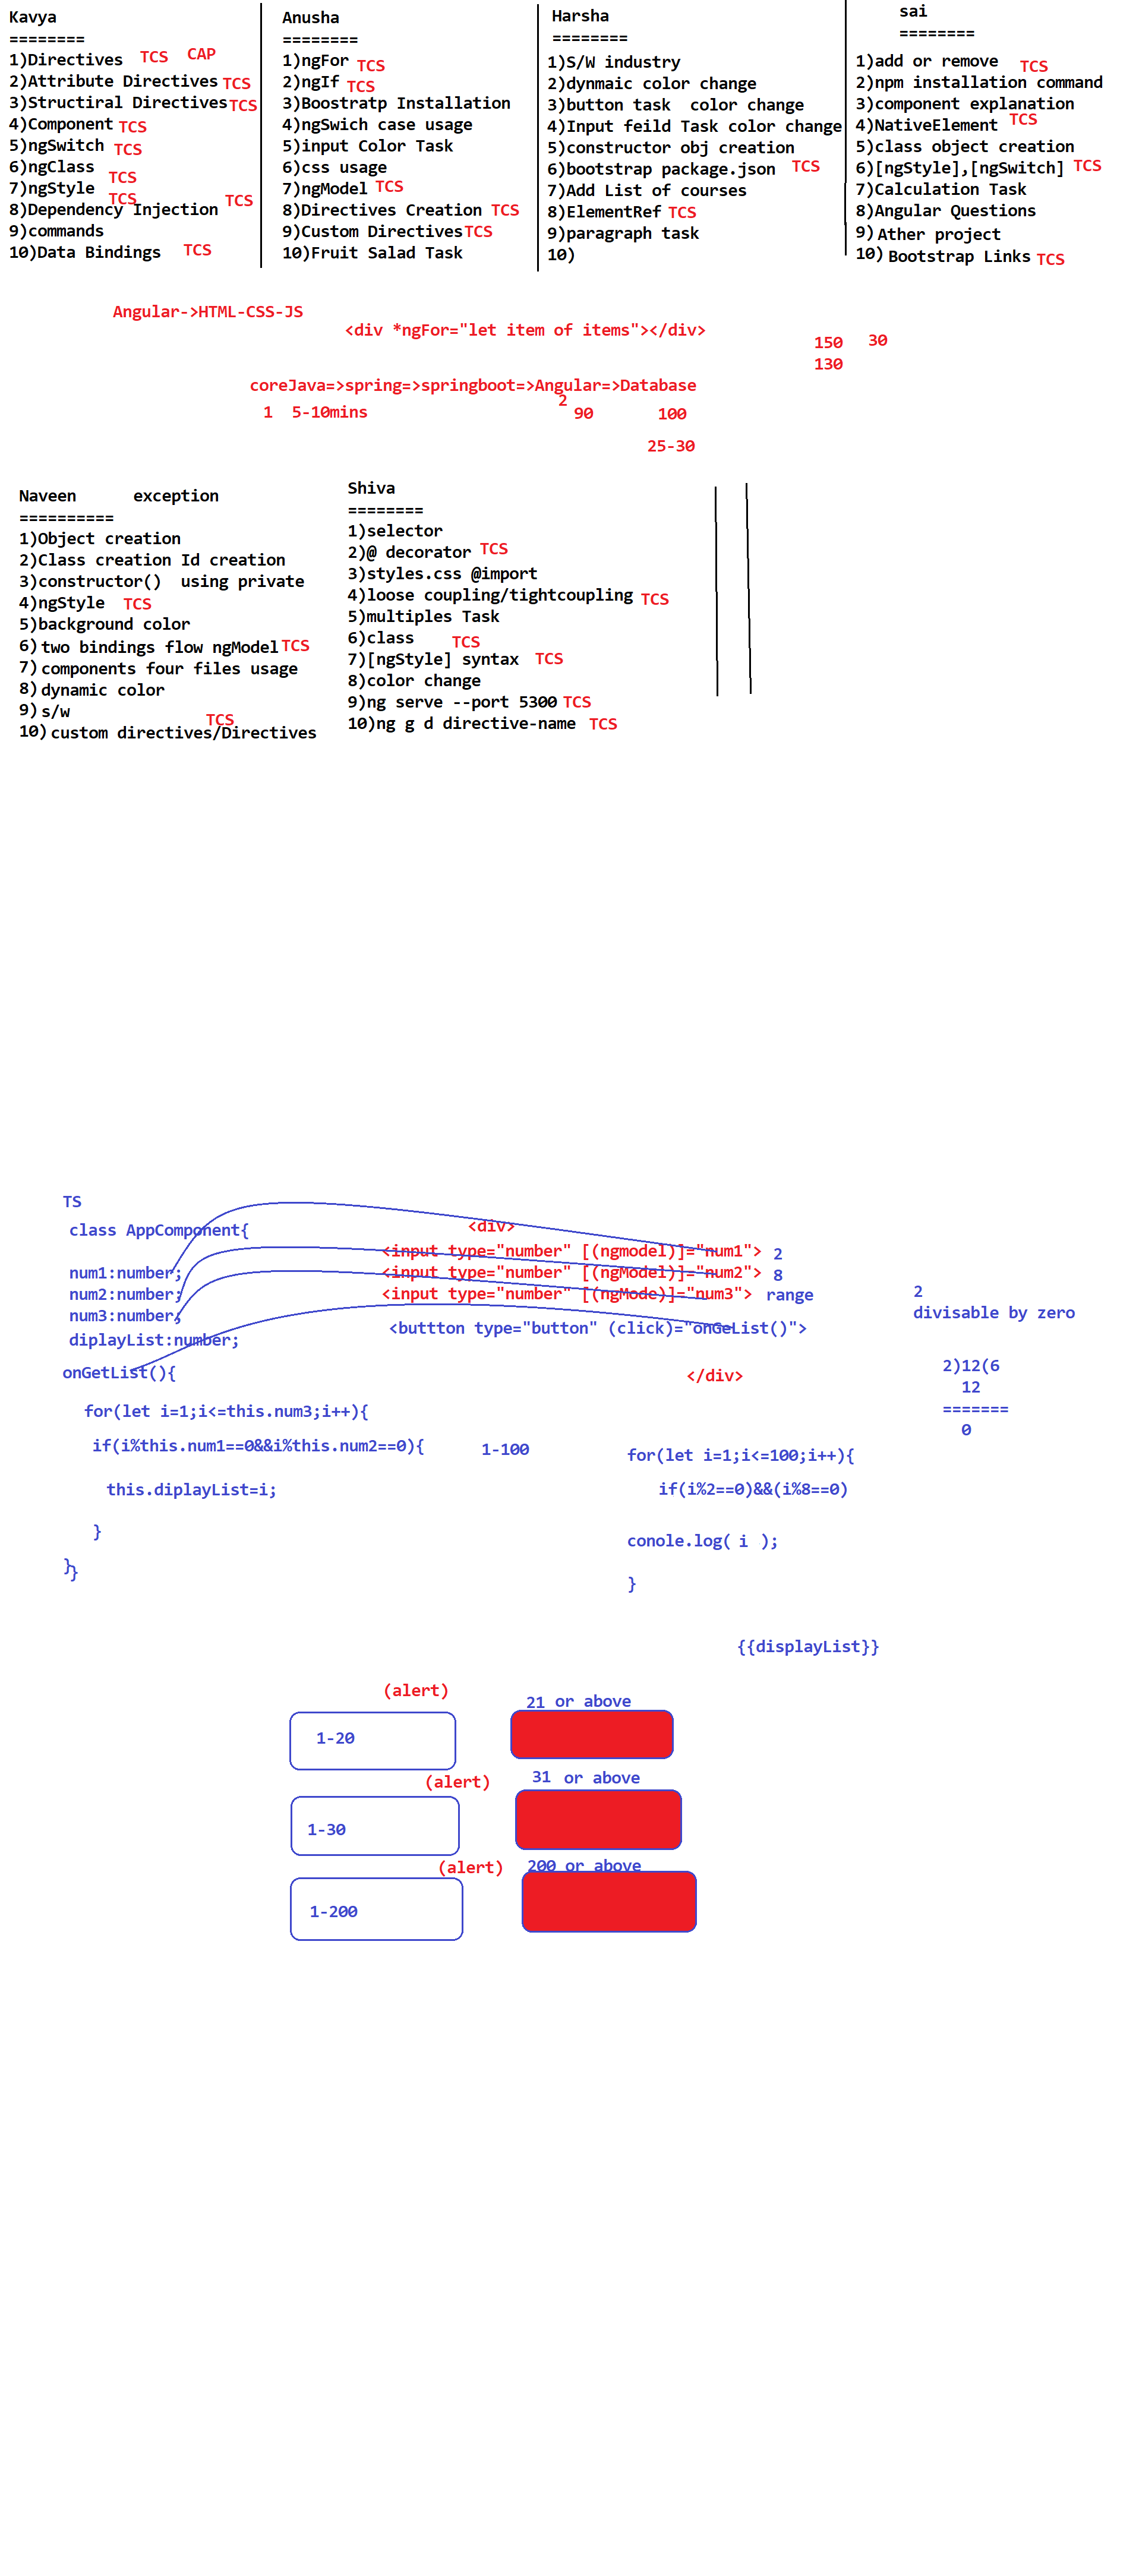 Kavya
========
1)Directives TCS CAP
2)Attribute Directives TCS
3)Structiral Directives TCS
4)Component TCS
5)ngSwitch TCS
6)ngClass TCS
7)ngStyle TCS
8)Dependency Injection TCS
9)commands
10)Data Bindings TCS
Anusha
========
1)ngFor TCS
2)ngIf TCS
3)Boostratp Installation
4)ngSwich case usage
5)input Color Task
6)css usage
7)ngModel TCS
8)Directives Creation TCS
9)Custom Directives TCS
10)Fruit Salad Task
Harsha
========
1)S/W industry
2)dynmaic color change
3)button task color change
4)Input feild Task color change
5)constructor obj creation
6)bootstrap package.json TCS
7)Add List of courses
8)ElementRef TCS
9)paragraph task
10)
sai
========
1)add or remove TCS
2)npm installation command
3)component explanation
4)NativeElement TCS
5)class object creation
6)[ngStyle],[ngSwitch] TCS
7)Calculation Task
8)Angular Questions
9) Ather project
10) Bootstrap Links TCS
Angular->HTML-CSS-JS
<div *ngFor="let item of items"></div>
150 30
130
coreJava=>spring=>springboot=>Angular=>Database
1 5-10mins 2 90 100
25-30
Naveen exception
==========
1)Object creation
2)Class creation Id creation
3)constructor() using private
4)ngStyle TCS
5)background color
6) two bindings flow ngModel TCS
7) components four files usage
8) dynamic color
9) s/w
TCS
10) custom directives/Directives
Shiva
========
1)selector
2)@ decorator TCS
3)styles.css @import
4)loose coupling/tightcoupling TCS
5)multiples Task
6)class TCS
7)[ngStyle] syntax TCS
8)color change
9)ng serve --port 5300 TCS
10)ng g d directive-name TCS
TS
class AppComponent{
num1:number;
num2:number;
num3:number;
diplayList:number;
onGetList(){
for(let i=1;i<=this.num3;i++){
if(i%this.num1==0&&i%this.num2==0){
this.diplayList=i;
}
}
}
<div>
<input type="number" [(ngmodel)]="num1"> 2
<input type="number" [(ngModel)]="num2"> 8
<input type="number" [(ngMode)]="num3"> range
<buttton type="button" (click)="onGeList()">
</div>
2
divisable by zero
2)12(6
12
=======
0
1-100
for(let i=1;i<=100;i++){
if(i%2==0)&&(i%8==0)
conole.log( i );
}
{{displayList}}
(alert)
21 or above
1-20
(alert)
31 or above
1-30
(alert)
200 or above
1-200